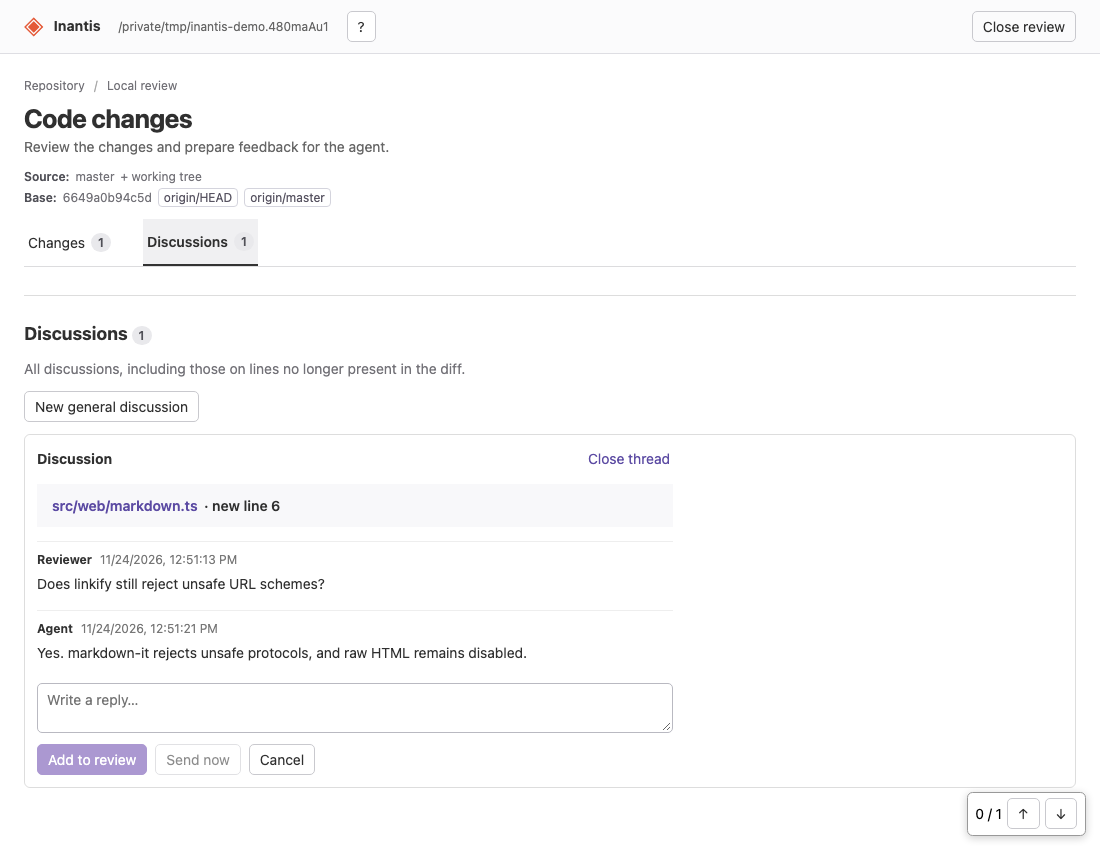 Inantis /private/tmp/inantis-demo.480maAu1 ? Close review
Repository / Local review
Code changes
Review the changes and prepare feedback for the agent.
Source: master + working tree
Base: 6649a0b94c5d origin/HEAD origin/master
Changes 1 Discussions 1
Discussions 1
All discussions, including those on lines no longer present in the diff.
New general discussion
Discussion Close thread
src/web/markdown.ts · new line 6
Reviewer 11/24/2026, 12:51:13 PM
Does linkify still reject unsafe URL schemes?
Agent 11/24/2026, 12:51:21 PM
Yes. markdown-it rejects unsafe protocols, and raw HTML remains disabled.
Write a reply...
Add to review Send now Cancel
0 / 1 ↑ ↓